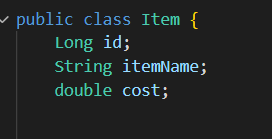 public class Item {
    Long id;
    String itemName;
    double cost;